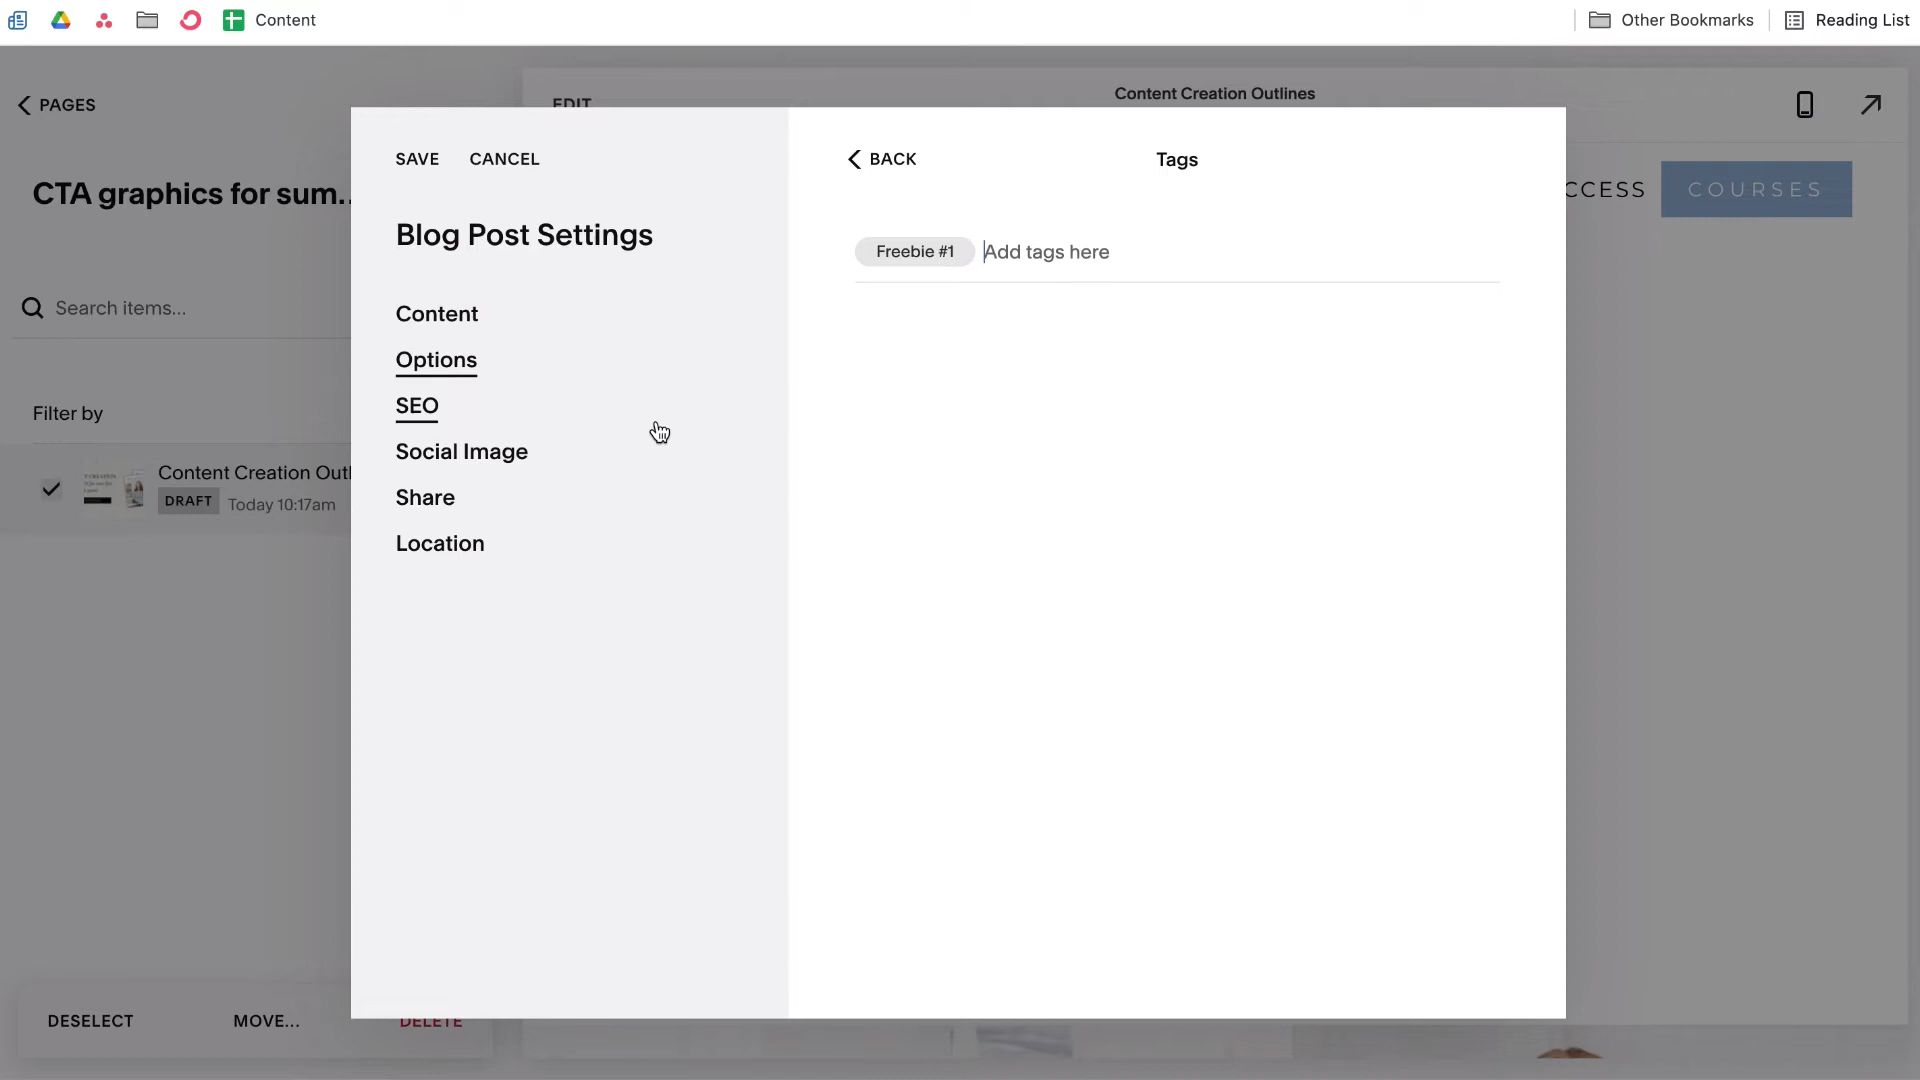 Content
Other Bookmarks
Reading List
PAGES
EDIT
Content Creation Outlines
CTA graphics for sum...
CCESS
COURSES
Search items...
Filter by
Content Creation Outl
DRAFT
Today 10:17am
DESELECT
MOVE...
DELETE
SAVE
CANCEL
Blog Post Settings
Content
Options
SEO
Social Image
Share
Location
BACK
Tags
Freebie #1
Add tags here